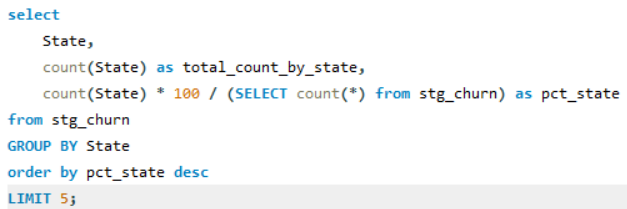 select
    State,
    count(State) as total_count_by_state,
    count(State) * 100 / (SELECT count(*) from stg_churn) as pct_state
from stg_churn
GROUP BY State
order by pct_state desc
LIMIT 5;